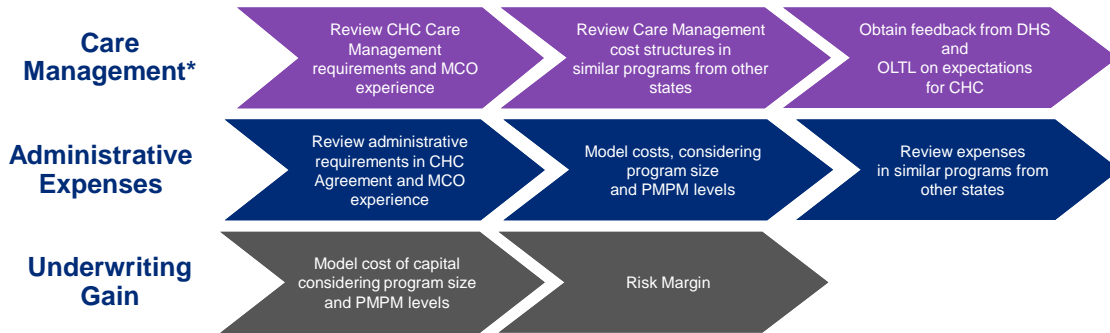 Care
Management*
Review CHC Care
Management
requirements and MCO
experience
Review Care Management
cost structures in
similar programs from other
states
Obtain feedback from DHS
and
OLTL on expectations
for CHC
Administrative
Expenses
Review administrative
requirements in CHC
Agreement and MCO
experience
Model costs, considering
program size
and PMPM levels
Review expenses
in similar programs from
other states
Underwriting
Gain
Model cost of capital
considering program size
and PMPM levels
Risk Margin